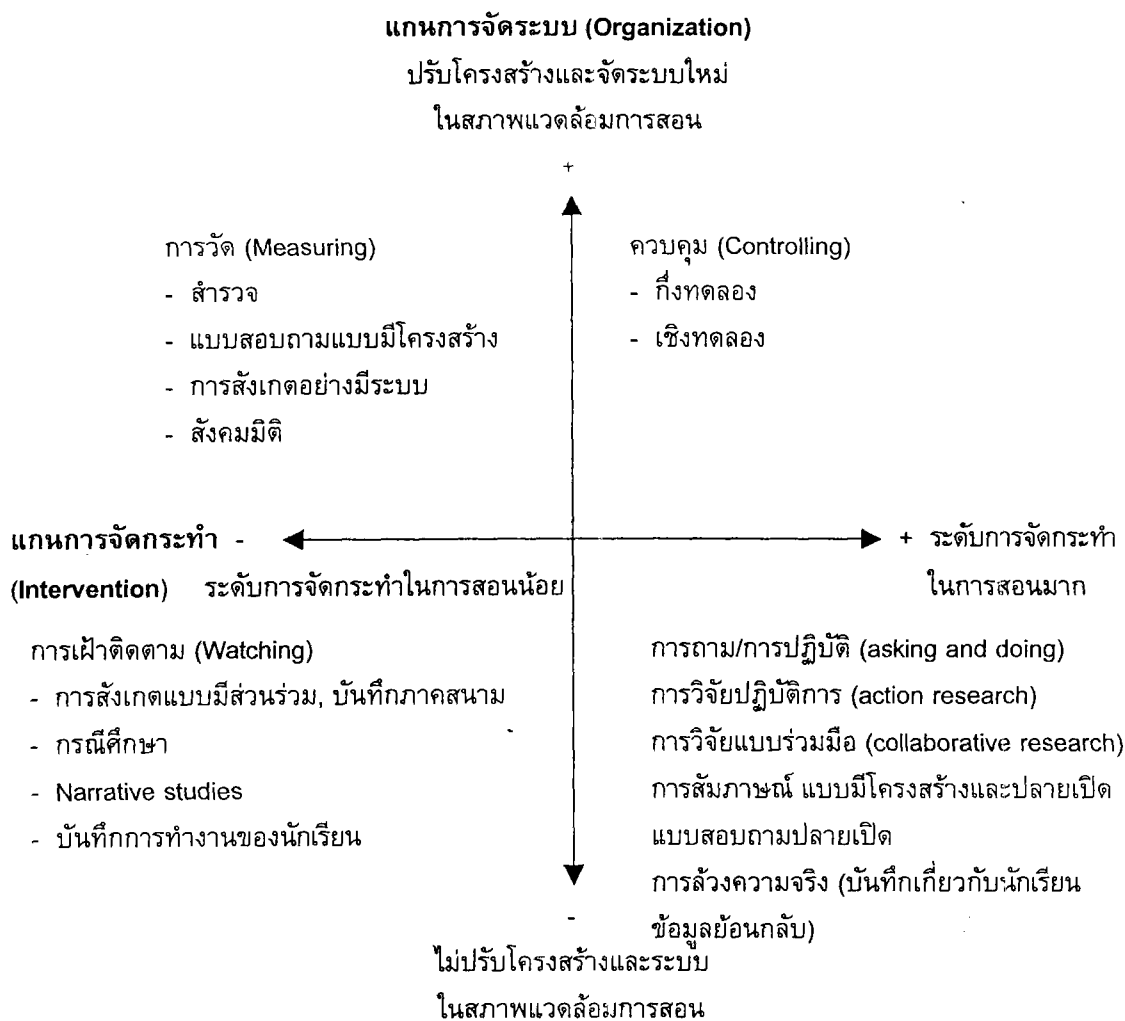 แกนการจัดระบบ (Organization)
ปรับโครงสร้างและจัดระบบใหม่
ในสภาพแวดล้อมการสอน
+
การวัด (Measuring)
- สำรวจ
- แบบสอบถามแบบมีโครงสร้าง
- การสังเกตอย่างมีระบบ
- สังคมมิติ
ควบคุม (Controlling)
- กึ่งทดลอง
- เชิงทดลอง
แกนการจัดกระทำ -
(Intervention) ระดับการจัดกระทำในการสอนน้อย
+ ระดับการจัดกระทำ
ในการสอนมาก
การเฝ้าติดตาม (Watching)
- การสังเกตแบบมีส่วนร่วม, บันทึกภาคสนาม
- กรณีศึกษา
- Narrative studies
- บันทึกการทำงานของนักเรียน
การถาม/การปฏิบัติ (asking and doing)
การวิจัยปฏิบัติการ (action research)
การวิจัยแบบร่วมมือ (collaborative research)
การสัมภาษณ์ แบบมีโครงสร้างและปลายเปิด
แบบสอบถามปลายเปิด
การล้วงความจริง (บันทึกเกี่ยวกับนักเรียน
ข้อมูลย้อนกลับ)
-
ไม่ปรับโครงสร้างและระบบ
ในสภาพแวดล้อมการสอน